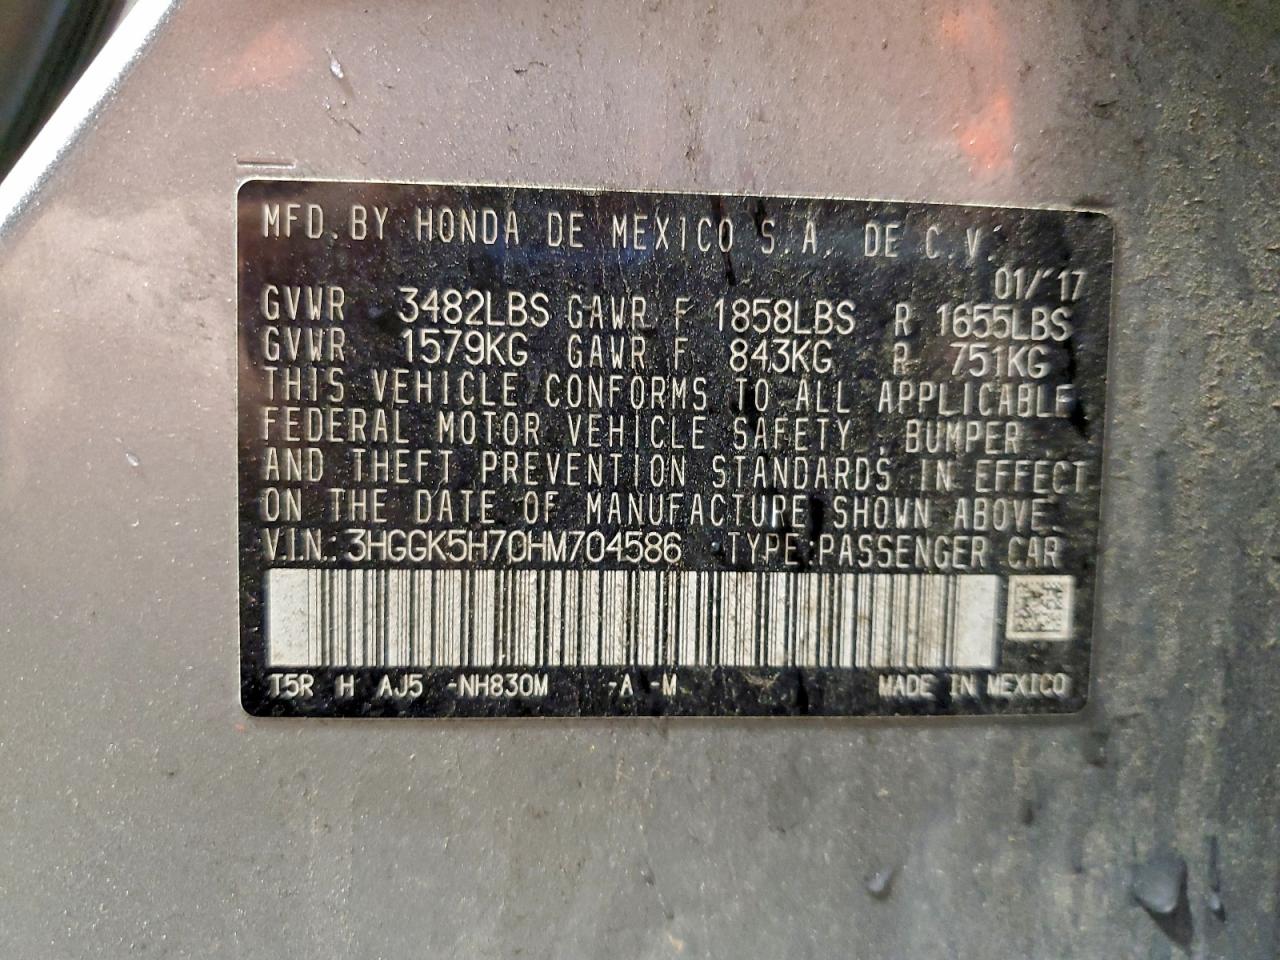 MFD. BY HONDA DE MEXICO S.A. DE C.V.
01/'17
GVWR 3482LBS GAWR F 1858LBS R 1655LBS
GVWR 1579KG GAWR F 843KG R 751KG
THIS VEHICLE CONFORMS TO ALL APPLICABLE
FEDERAL MOTOR VEHICLE SAFETY, BUMPER,
AND THEFT PREVENTION STANDARDS IN EFFECT
ON THE DATE OF MANUFACTURE SHOWN ABOVE.
V.I.N.: 3HGGK5H70HM704586 TYPE:PASSENGER CAR
T5R H AJ5 -NH830M -A -M MADE IN MEXICO